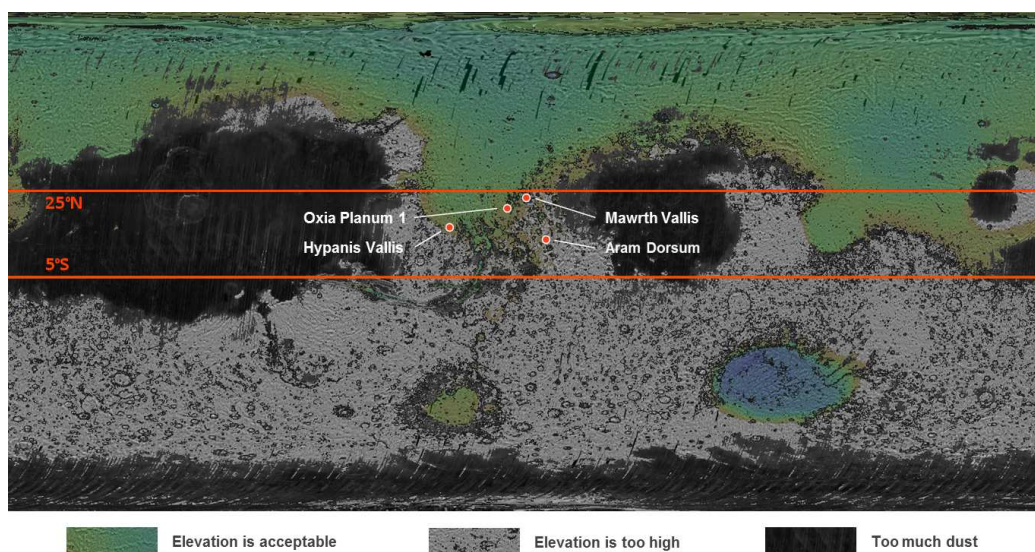 25°N
Oxia Planum 1
Mawrth Vallis
Hypanis Vallis
Aram Dorsum
5°S
Elevation is acceptable
Elevation is too high
Too much dust